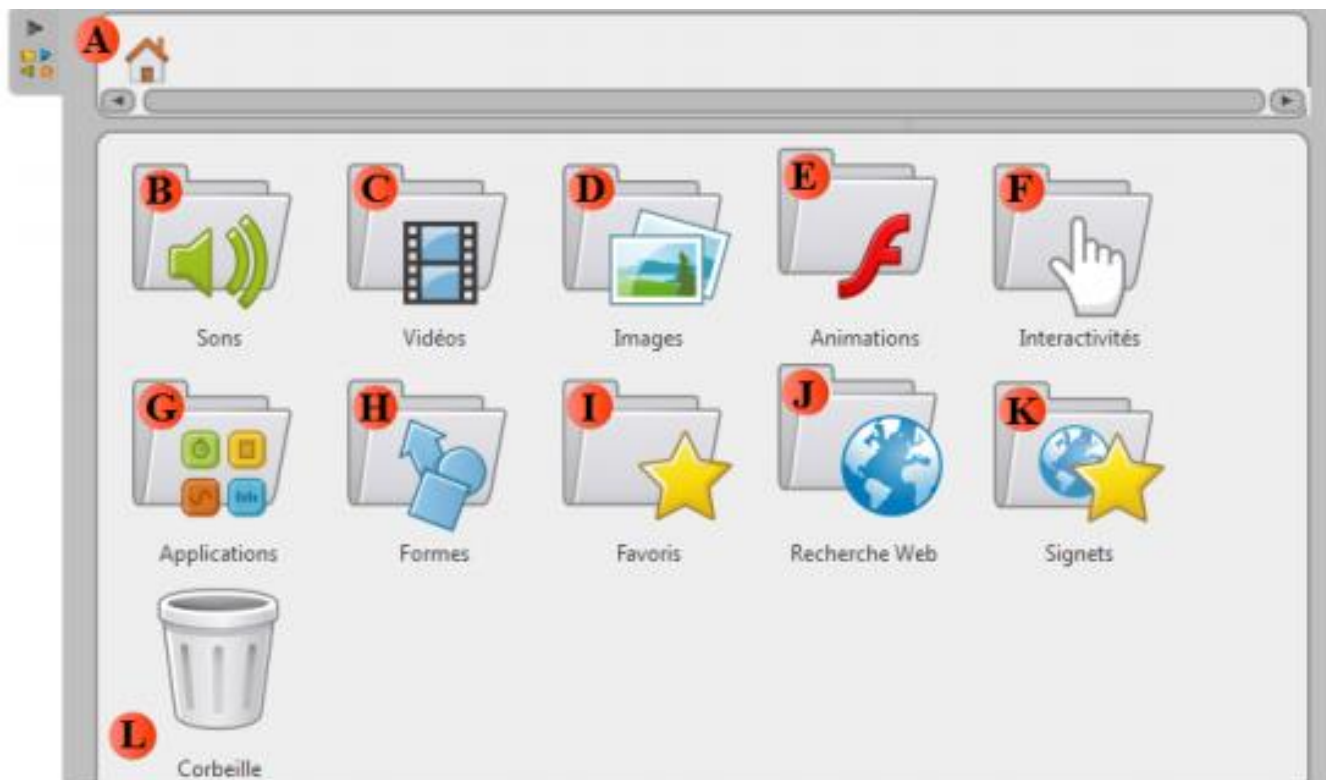 A
B C D E F
Sons Vidéos Images Animations Interactivités
G H I J K
Applications Formes Favoris Recherche Web Signets
L
Corbeille